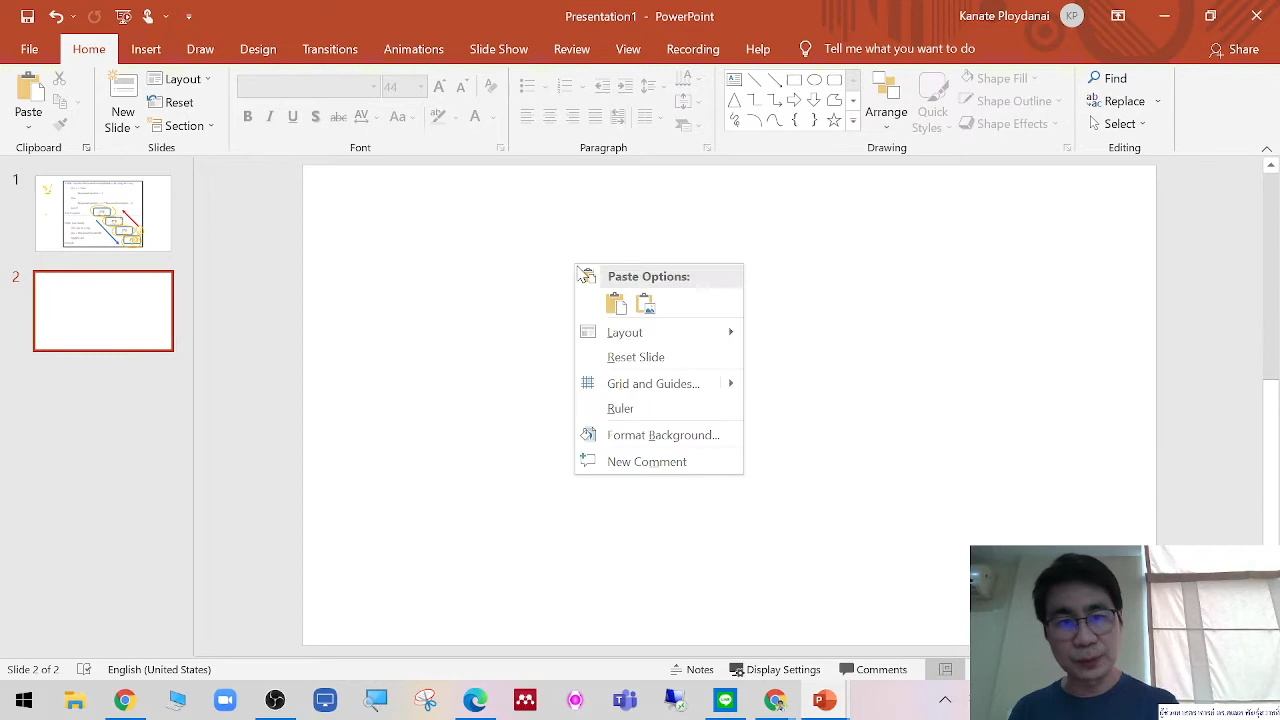 Presentation1 - PowerPoint
Kanate Ploydanai
KP
File
Home
Insert
Draw
Design
Transitions
Animations
Slide Show
Review
View
Recording
Help
Tell me what you want to do
Share
Paste
New
Slide
Layout
Reset
Section
44
B
I
U
S
abc
AV
Aa
A
Arrange
Quick
Styles
Shape Fill
Shape Outline
Shape Effects
Find
Replace
Select
Clipboard
Slides
Font
Paragraph
Drawing
Editing
1
2
Paste Options:
Layout
Reset Slide
Grid and Guides...
Ruler
Format Background...
New Comment
Slide 2 of 2
English (United States)
Notes
Display Settings
Comments